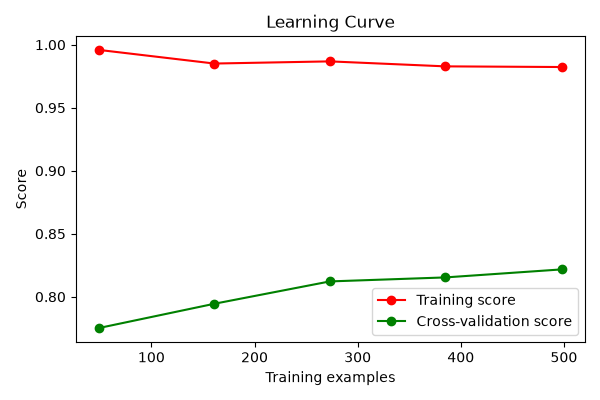 Learning Curve
1.00
0.95
0.90
0.85
0.80
Score
Training score
Cross-validation score
100 200 300 400 500
Training examples